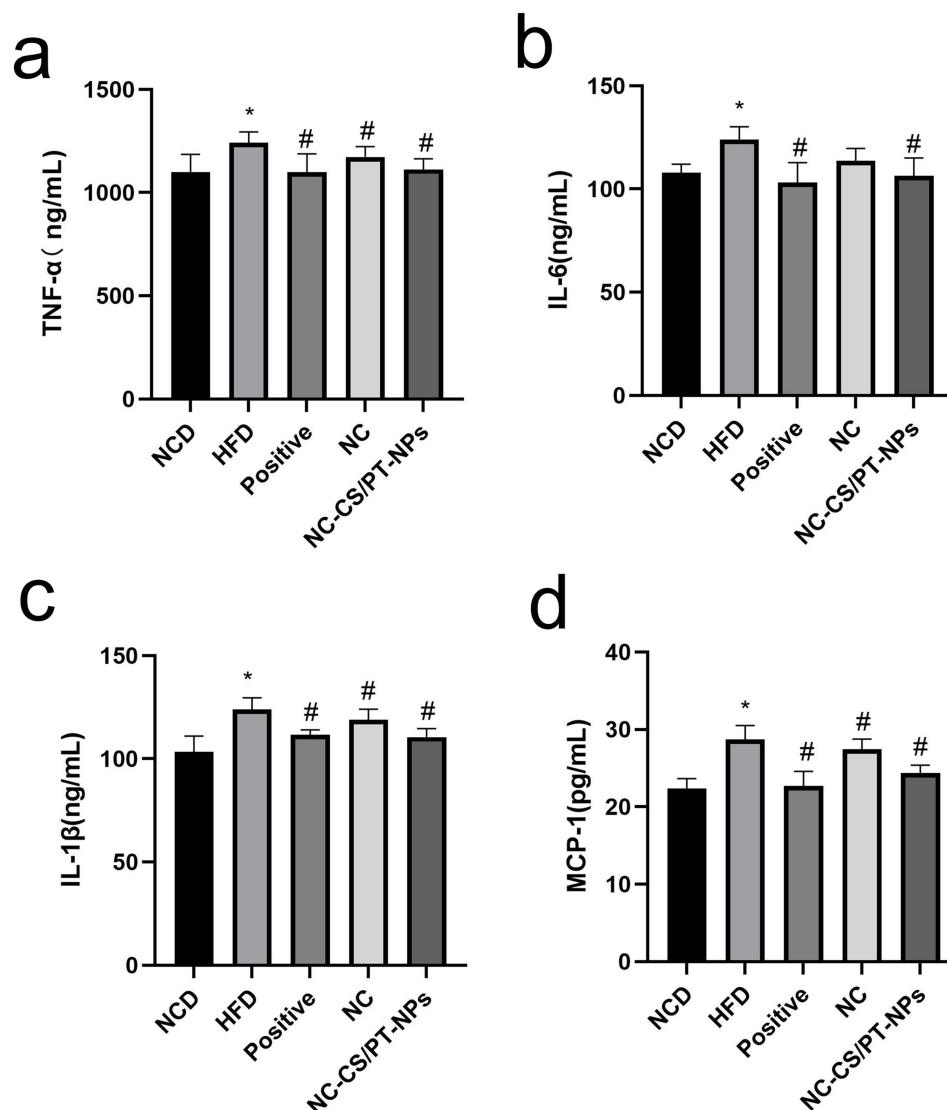 a
TNF-α( ng/mL)
1500
1000
500
0
*
#
#
#
NCD
HFD
Positive
NC
NC-CS/PT-NPs
b
IL-6(ng/mL)
150
100
50
0
*
#
#
NCD
HFD
Positive
NC
NC-CS/PT-NPs
c
IL-1β(ng/mL)
150
100
50
0
*
#
#
#
NCD
HFD
Positive
NC
NC-CS/PT-NPs
d
MCP-1(pg/mL)
40
30
20
10
0
*
#
#
#
NCD
HFD
Positive
NC
NC-CS/PT-NPs